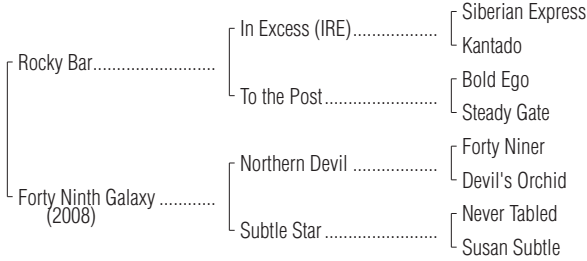 Siberian Express
In Excess (IRE)..................
Kantado
Rocky Bar..........................
Bold Ego
To the Post........................
Steady Gate
Forty Niner
Northern Devil ..................
Devil's Orchid
Forty Ninth Galaxy ............
(2008)
Never Tabled
Subtle Star ........................
Susan Subtle